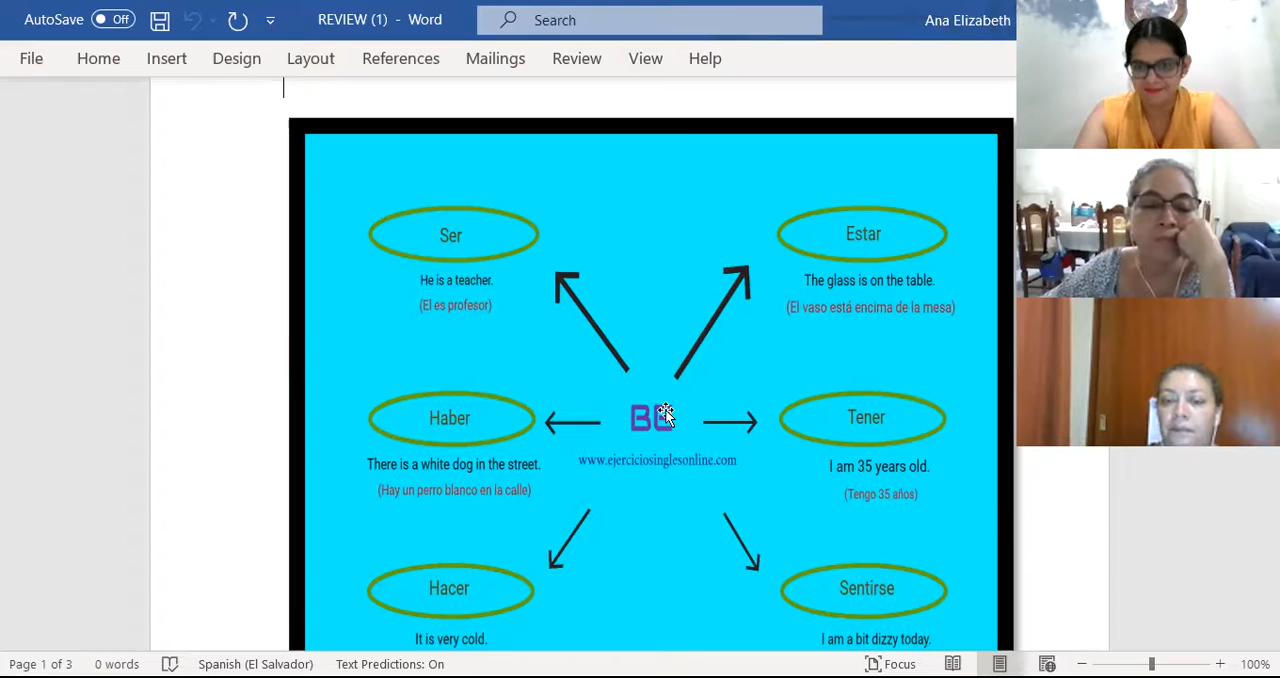 AutoSave Off REVIEW (1) - Word Search Ana Elizabeth
File Home Insert Design Layout References Mailings Review View Help
Ser
He is a teacher.
(El es profesor)
Estar
The glass is on the table.
(El vaso está encima de la mesa)
BE
www.ejerciciosinglesonline.com
Haber
There is a white dog in the street.
(Hay un perro blanco en la calle)
Tener
I am 35 years old.
(Tengo 35 años)
Hacer
It is very cold.
Sentirse
I am a bit dizzy today.
Page 1 of 3 0 words Spanish (El Salvador) Text Predictions: On Focus 100%